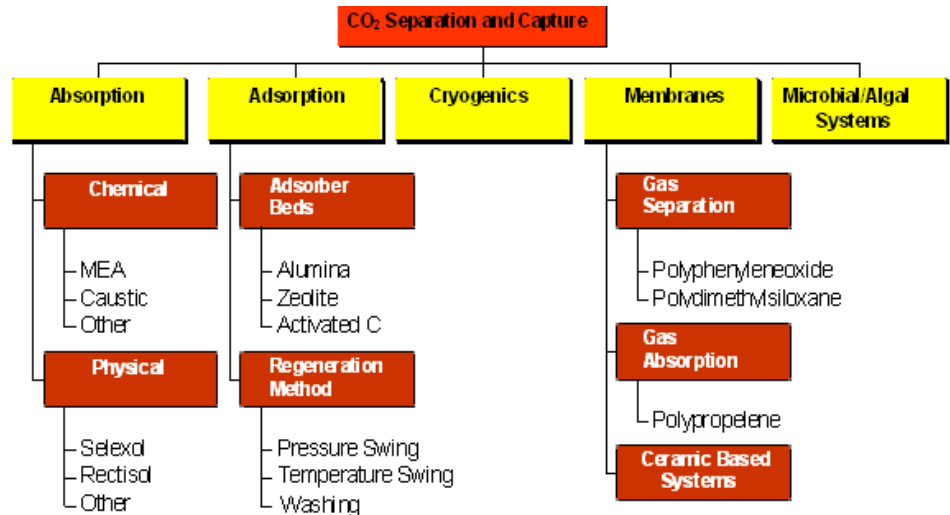 CO₂ Separation and Capture
Absorption
Adsorption
Cryogenics
Membranes
Microbial/Algal
Systems
Chemical
MEA
Caustic
Other
Physical
Selexol
Rectisol
Other
Adsorber
Beds
Alumina
Zeolite
Activated C
Regeneration
Method
Pressure Swing
Temperature Swing
Washing
Gas
Separation
Polyphenyleneoxide
Polydimethylsiloxane
Gas
Absorption
Polypropelene
Ceramic Based
Systems